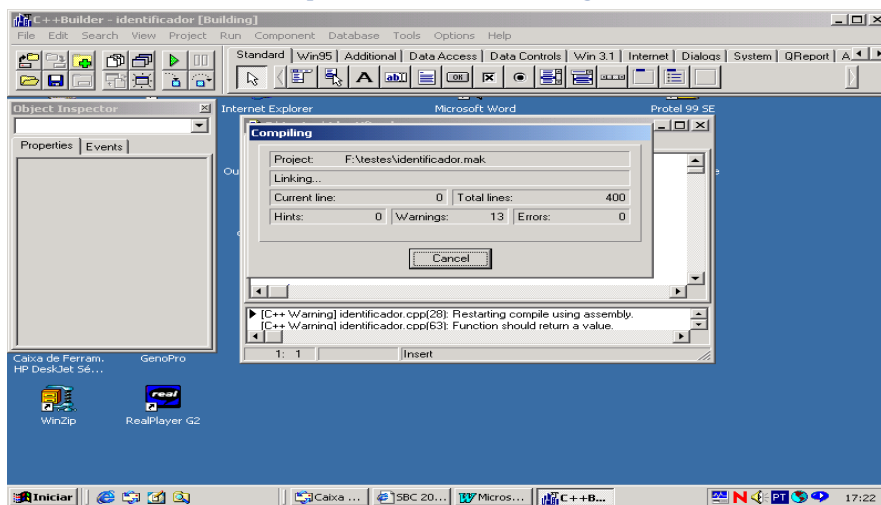 C++Builder - identificador [Building]
File Edit Search View Project Run Component Database Tools Options Help
Standard Win95 Additional Data Access Data Controls Win 3.1 Internet Dialogs System QReport A
Object Inspector
Properties Events
Internet Explorer Microsoft Word Protel 99 SE
Compiling
Project: F:\testes\identificador.mak
Linking...
Current line: 0 Total lines: 400
Hints: 0 Warnings: 13 Errors: 0
Cancel
Ou
[C++ Warning] identificador.cpp(28): Restarting compile using assembly.
[C++ Warning] identificador.cpp(63): Function should return a value.
1: 1 Insert
Caixa de Ferram. GenoPro
HP DeskJet Sé...
real
WinZip RealPlayer G2
Iniciar Caixa ... SBC 20... Micros... C++B... PT 17:22